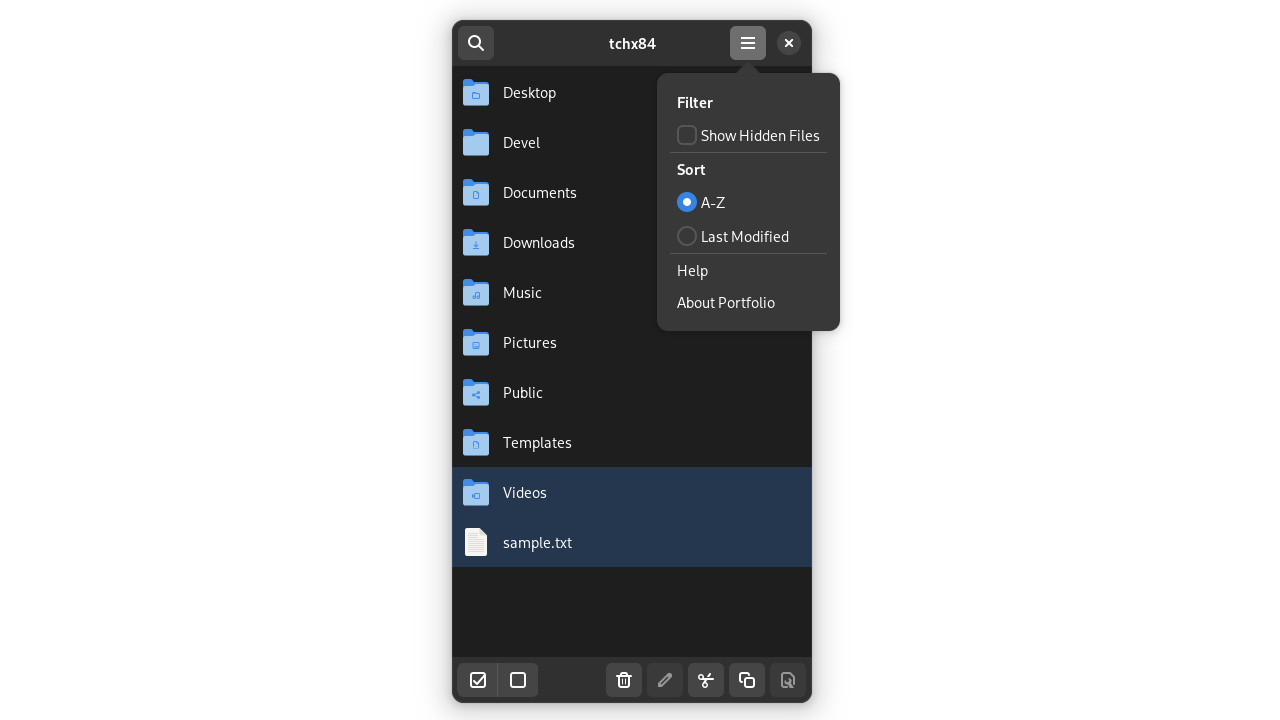 tchx84
Desktop
Devel
Documents
Downloads
Music
Pictures
Public
Templates
Videos
sample.txt
Filter
Show Hidden Files
Sort
A-Z
Last Modified
Help
About Portfolio